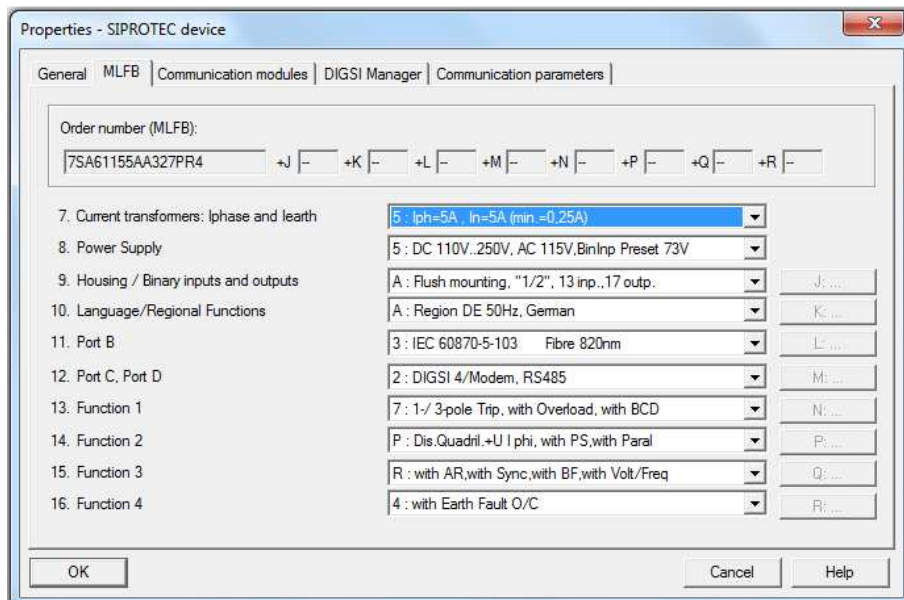 Properties - SIPROTEC device
General MLFB Communication modules DIGSI Manager Communication parameters
Order number (MLFB):
7SA61155AA327PR4 +J -- +K -- +L -- +M -- +N -- +P -- +Q -- +R --
7. Current transformers: Iphase and Iearth 5 : Iph=5A , In=5A (min.=0,25A)
8. Power Supply 5 : DC 110V..250V, AC 115V,BinInp Preset 73V
9. Housing / Binary inputs and outputs A : Flush mounting, "1/2", 13 inp.,17 outp. J: ...
10. Language/Regional Functions A : Region DE 50Hz, German K: ...
11. Port B 3 : IEC 60870-5-103 Fibre 820nm L: ...
12. Port C, Port D 2 : DIGSI 4/Modem, RS485 M: ...
13. Function 1 7 : 1-/ 3-pole Trip, with Overload, with BCD N: ...
14. Function 2 P : Dis.Quadril.+U I phi, with PS,with Paral P: ...
15. Function 3 R : with AR,with Sync,with BF,with Volt/Freq Q: ...
16. Function 4 4 : with Earth Fault O/C R: ...
OK Cancel Help